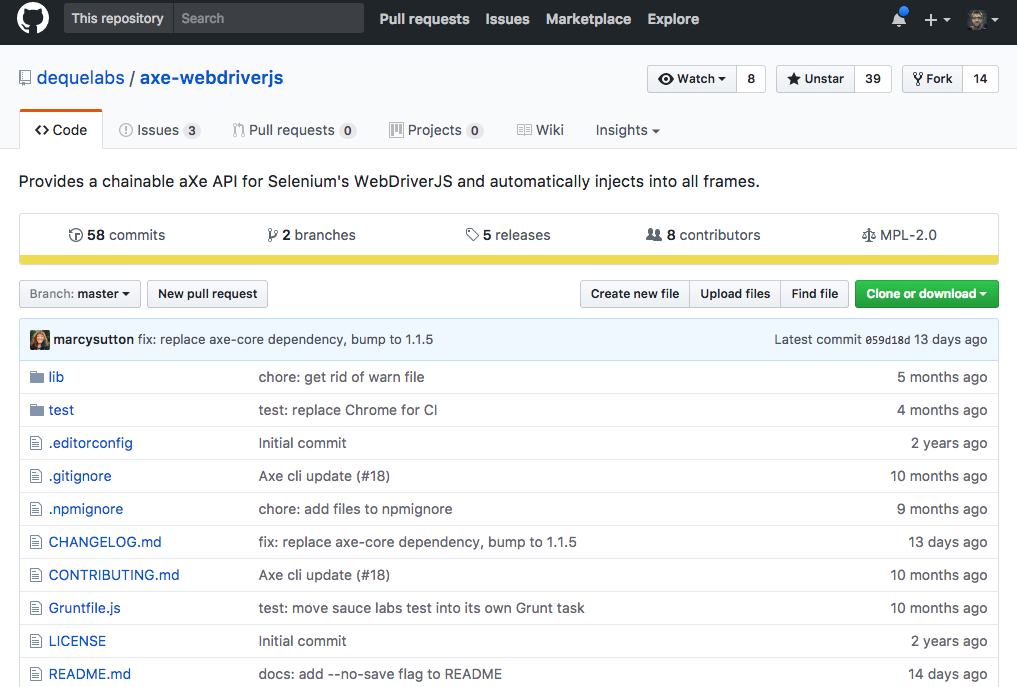 This repository Search Pull requests Issues Marketplace Explore
dequelabs / axe-webdriverjs Watch 8 Unstar 39 Fork 14
Code Issues 3 Pull requests 0 Projects 0 Wiki Insights
Provides a chainable aXe API for Selenium's WebDriverJS and automatically injects into all frames.
58 commits 2 branches 5 releases 8 contributors MPL-2.0
Branch: master New pull request Create new file Upload files Find file Clone or download
marcysutton fix: replace axe-core dependency, bump to 1.1.5 Latest commit 059d18d 13 days ago
lib chore: get rid of warn file 5 months ago
test test: replace Chrome for CI 4 months ago
.editorconfig Initial commit 2 years ago
.gitignore Axe cli update (#18) 10 months ago
.npmignore chore: add files to npmignore 9 months ago
CHANGELOG.md fix: replace axe-core dependency, bump to 1.1.5 13 days ago
CONTRIBUTING.md Axe cli update (#18) 10 months ago
Gruntfile.js test: move sauce labs test into its own Grunt task 10 months ago
LICENSE Initial commit 2 years ago
README.md docs: add --no-save flag to README 14 days ago